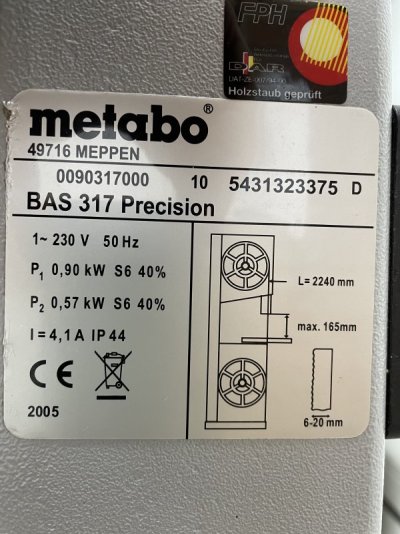 FPH
DAR
Holzstaub geprüft
metabo®
49716 MEPPEN
0090317000 10 5431323375 D
BAS 317 Precision
1~ 230 V 50 Hz
P1 0,90 kW S6 40%
P2 0,57 kW S6 40%
I = 4,1 A IP 44
CE
2005
L= 2240 mm
max. 165mm
6-20 mm